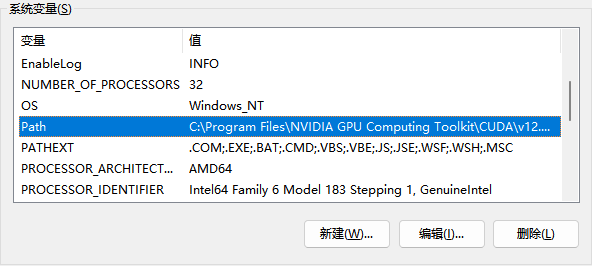 系统变量(S)
变量 值
EnableLog INFO
NUMBER_OF_PROCESSORS 32
OS Windows_NT
Path C:\Program Files\NVIDIA GPU Computing Toolkit\CUDA\v12....
PATHEXT .COM;.EXE;.BAT;.CMD;.VBS;.VBE;.JS;.JSE;.WSF;.WSH;.MSC
PROCESSOR_ARCHITECT... AMD64
PROCESSOR_IDENTIFIER Intel64 Family 6 Model 183 Stepping 1, GenuineIntel
新建(W)... 编辑(I)... 删除(L)